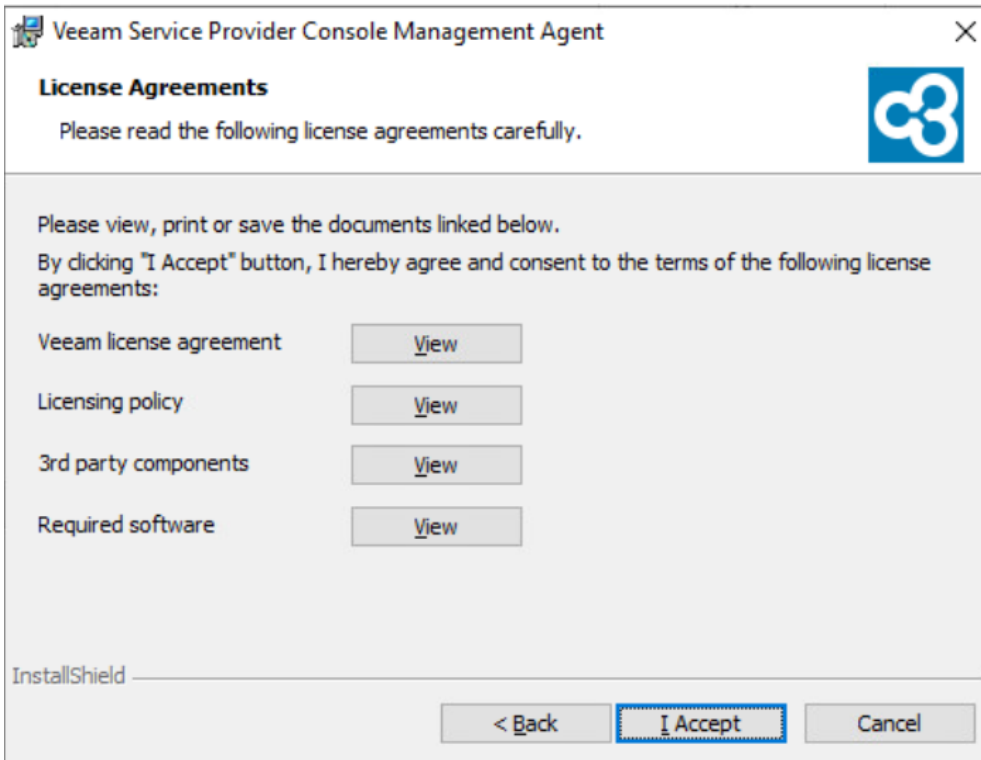 Veeam Service Provider Console Management Agent
License Agreements
Please read the following license agreements carefully.
Please view, print or save the documents linked below.
By clicking "I Accept" button, I hereby agree and consent to the terms of the following license
agreements:
Veeam license agreement View
Licensing policy View
3rd party components View
Required software View
InstallShield
< Back I Accept Cancel